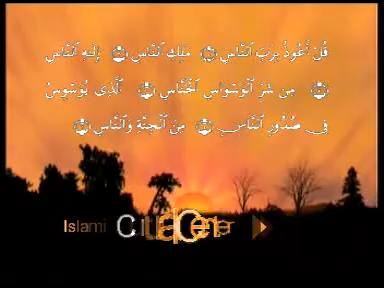 قُلْ أَعُوذُ بِرَبِّ ٱلنَّاسِ ۝ مَلِكِ ٱلنَّاسِ ۝ إِلَٰهِ ٱلنَّاسِ
۝ مِن شَرِّ ٱلْوَسْوَاسِ ٱلْخَنَّاسِ ۝ ٱلَّذِى يُوَسْوِسُ
فِى صُدُورِ ٱلنَّاسِ ۝ مِنَ ٱلْجِنَّةِ وَٱلنَّاسِ ۝
Islami